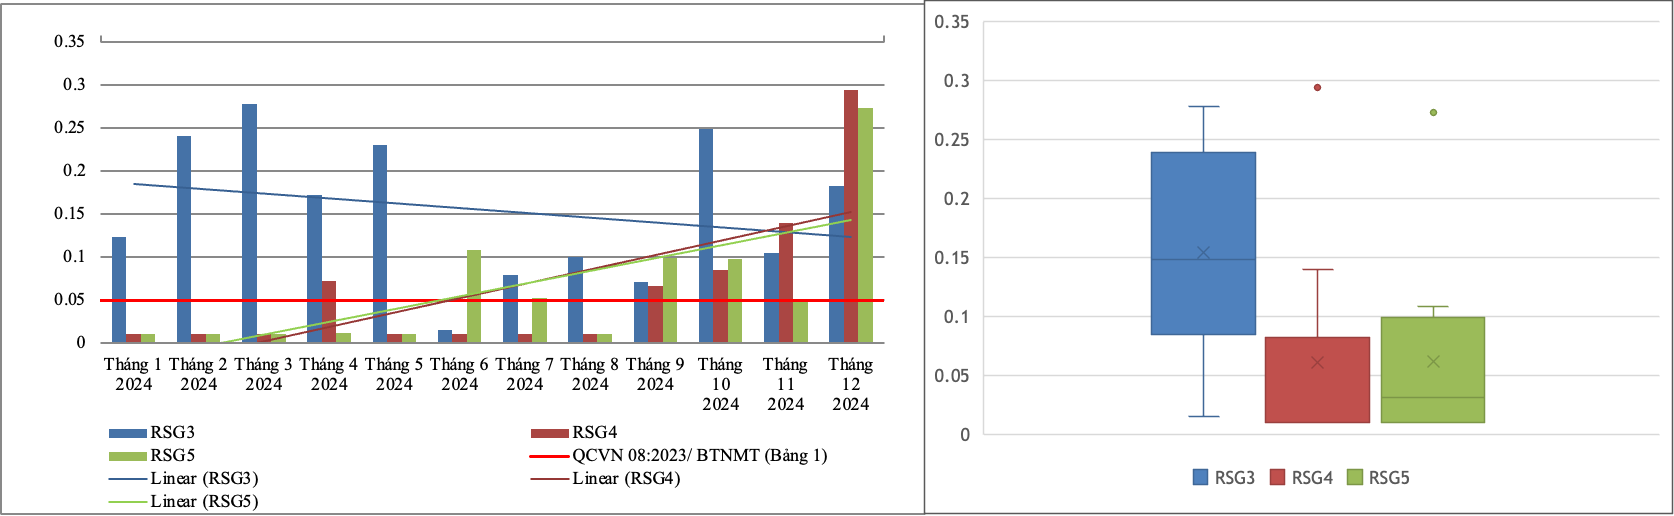 0.35
0.3
0.25
0.2
0.15
0.1
0.05
0
Tháng 1
2024
Tháng 2
2024
Tháng 3
2024
Tháng 4
2024
Tháng 5
2024
Tháng 6
2024
Tháng 7
2024
Tháng 8
2024
Tháng 9
2024
Tháng
10
2024
Tháng
11
2024
Tháng
12
2024
RSG3
RSG4
RSG5
QCVN 08:2023/ BTNMT (Bảng 1)
Linear (RSG3)
Linear (RSG4)
Linear (RSG5)
0.35
0.3
0.25
0.2
0.15
0.1
0.05
0
RSG3 RSG4 RSG5